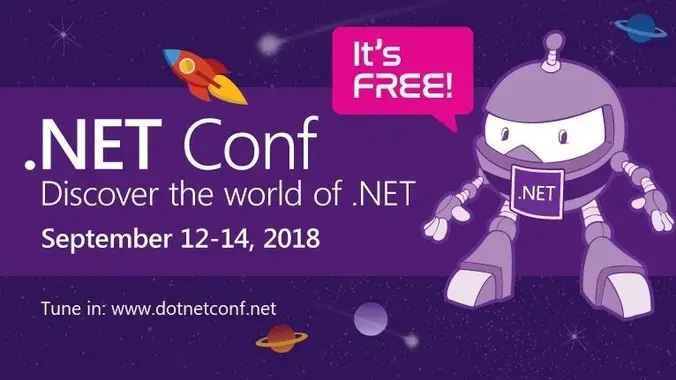 It's
FREE!
.NET Conf
Discover the world of .NET
September 12-14, 2018
.NET
Tune in: www.dotnetconf.net